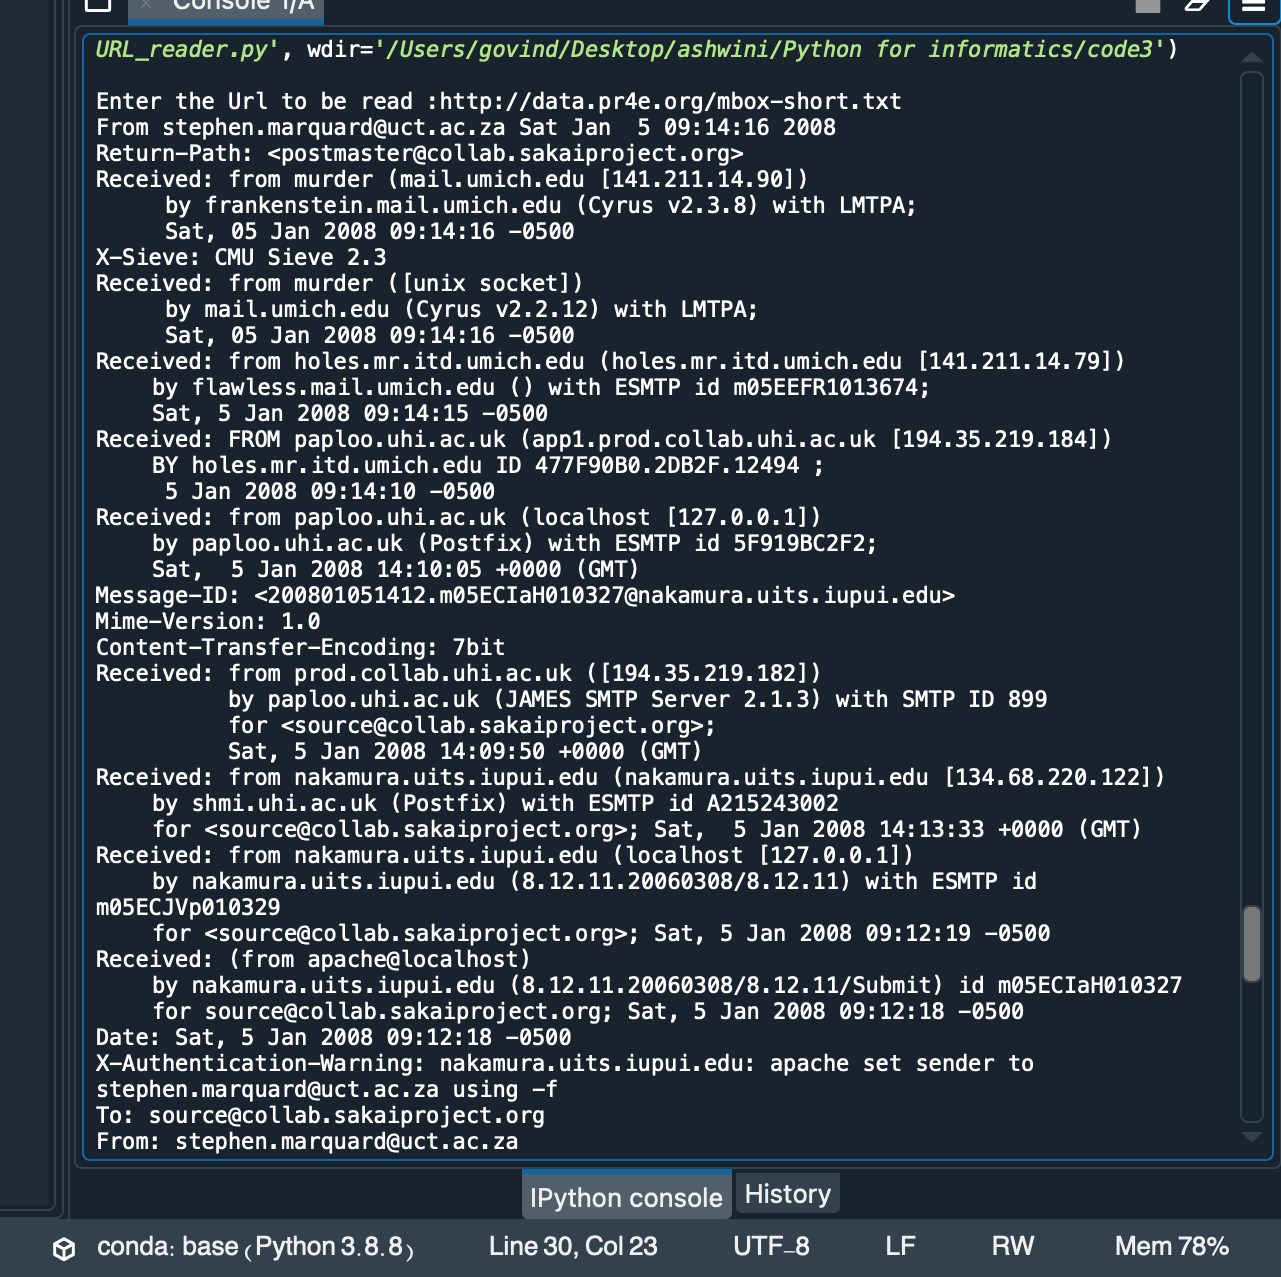 Console 1/A
URL_reader.py', wdir='/Users/govind/Desktop/ashwini/Python for informatics/code3')
Enter the Url to be read :http://data.pr4e.org/mbox-short.txt
From stephen.marquard@uct.ac.za Sat Jan  5 09:14:16 2008
Return-Path: <postmaster@collab.sakaiproject.org>
Received: from murder (mail.umich.edu [141.211.14.90])
by frankenstein.mail.umich.edu (Cyrus v2.3.8) with LMTPA;
Sat, 05 Jan 2008 09:14:16 -0500
X-Sieve: CMU Sieve 2.3
Received: from murder ([unix socket])
by mail.umich.edu (Cyrus v2.2.12) with LMTPA;
Sat, 05 Jan 2008 09:14:16 -0500
Received: from holes.mr.itd.umich.edu (holes.mr.itd.umich.edu [141.211.14.79])
by flawless.mail.umich.edu () with ESMTP id m05EEFR1013674;
Sat, 5 Jan 2008 09:14:15 -0500
Received: FROM paploo.uhi.ac.uk (app1.prod.collab.uhi.ac.uk [194.35.219.184])
BY holes.mr.itd.umich.edu ID 477F90B0.2DB2F.12494 ;
5 Jan 2008 09:14:10 -0500
Received: from paploo.uhi.ac.uk (localhost [127.0.0.1])
by paploo.uhi.ac.uk (Postfix) with ESMTP id 5F919BC2F2;
Sat,  5 Jan 2008 14:10:05 +0000 (GMT)
Message-ID: <200801051412.m05ECIaH010327@nakamura.uits.iupui.edu>
Mime-Version: 1.0
Content-Transfer-Encoding: 7bit
Received: from prod.collab.uhi.ac.uk ([194.35.219.182])
by paploo.uhi.ac.uk (JAMES SMTP Server 2.1.3) with SMTP ID 899
for <source@collab.sakaiproject.org>;
Sat, 5 Jan 2008 14:09:50 +0000 (GMT)
Received: from nakamura.uits.iupui.edu (nakamura.uits.iupui.edu [134.68.220.122])
by shmi.uhi.ac.uk (Postfix) with ESMTP id A215243002
for <source@collab.sakaiproject.org>; Sat,  5 Jan 2008 14:13:33 +0000 (GMT)
Received: from nakamura.uits.iupui.edu (localhost [127.0.0.1])
by nakamura.uits.iupui.edu (8.12.11.20060308/8.12.11) with ESMTP id
m05ECJVp010329
for <source@collab.sakaiproject.org>; Sat, 5 Jan 2008 09:12:19 -0500
Received: (from apache@localhost)
by nakamura.uits.iupui.edu (8.12.11.20060308/8.12.11/Submit) id m05ECIaH010327
for source@collab.sakaiproject.org; Sat, 5 Jan 2008 09:12:18 -0500
Date: Sat, 5 Jan 2008 09:12:18 -0500
X-Authentication-Warning: nakamura.uits.iupui.edu: apache set sender to
stephen.marquard@uct.ac.za using -f
To: source@collab.sakaiproject.org
From: stephen.marquard@uct.ac.za
IPython console History
conda: base (Python 3.8.8) Line 30, Col 23 UTF-8 LF RW Mem 78%